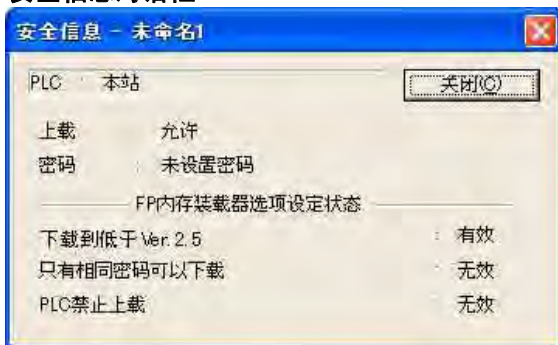 安全信息 - 未命名1
PLC : 本站
关闭(C)
上载 : 允许
密码 : 未设置密码
FP内存装载器选项设定状态
下载到低于Ver.2.5 : 有效
只有相同密码可以下载 : 无效
PLC禁止上载 : 无效